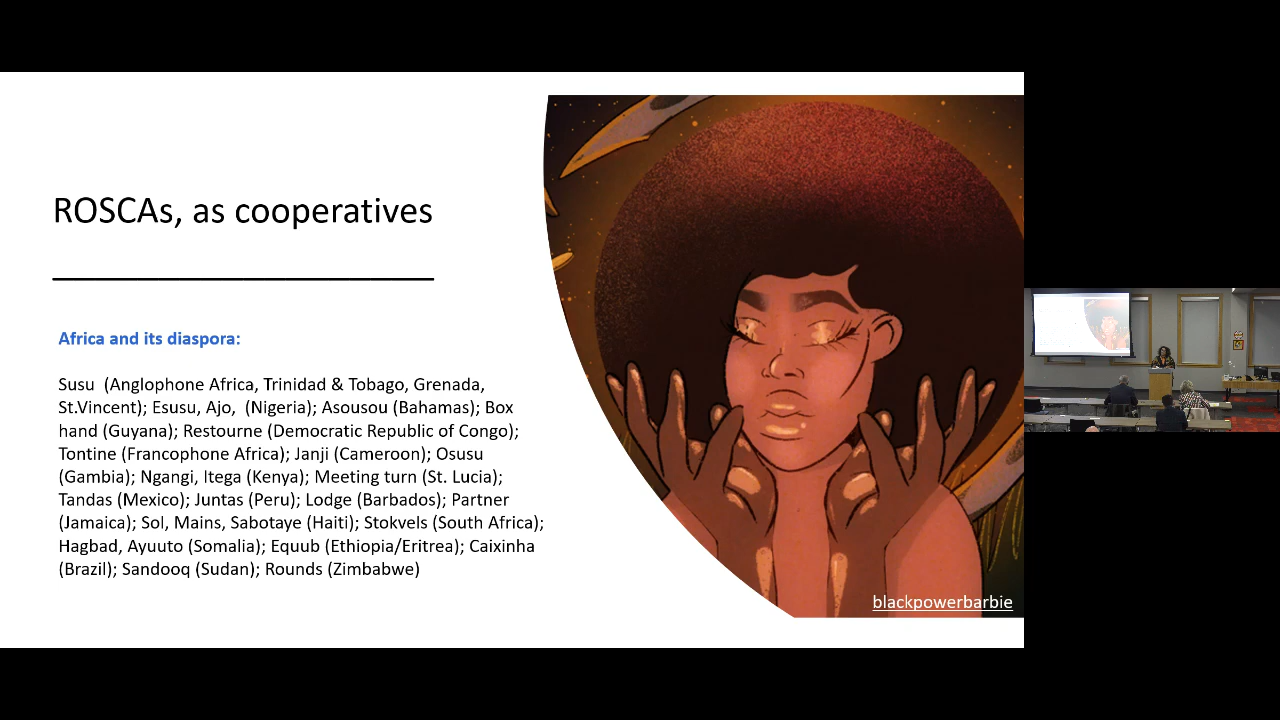 ROSCAs, as cooperatives
Africa and its diaspora:
Susu  (Anglophone Africa, Trinidad & Tobago, Grenada,
St.Vincent); Esusu, Ajo,  (Nigeria); Asousou (Bahamas); Box
hand (Guyana); Restourne (Democratic Republic of Congo);
Tontine (Francophone Africa); Janji (Cameroon); Osusu
(Gambia); Ngangi, Itega (Kenya); Meeting turn (St. Lucia);
Tandas (Mexico); Juntas (Peru); Lodge (Barbados); Partner
(Jamaica); Sol, Mains, Sabotaye (Haiti); Stokvels (South Africa);
Hagbad, Ayuuto (Somalia); Equub (Ethiopia/Eritrea); Caixinha
(Brazil); Sandooq (Sudan); Rounds (Zimbabwe)
blackpowerbarbie